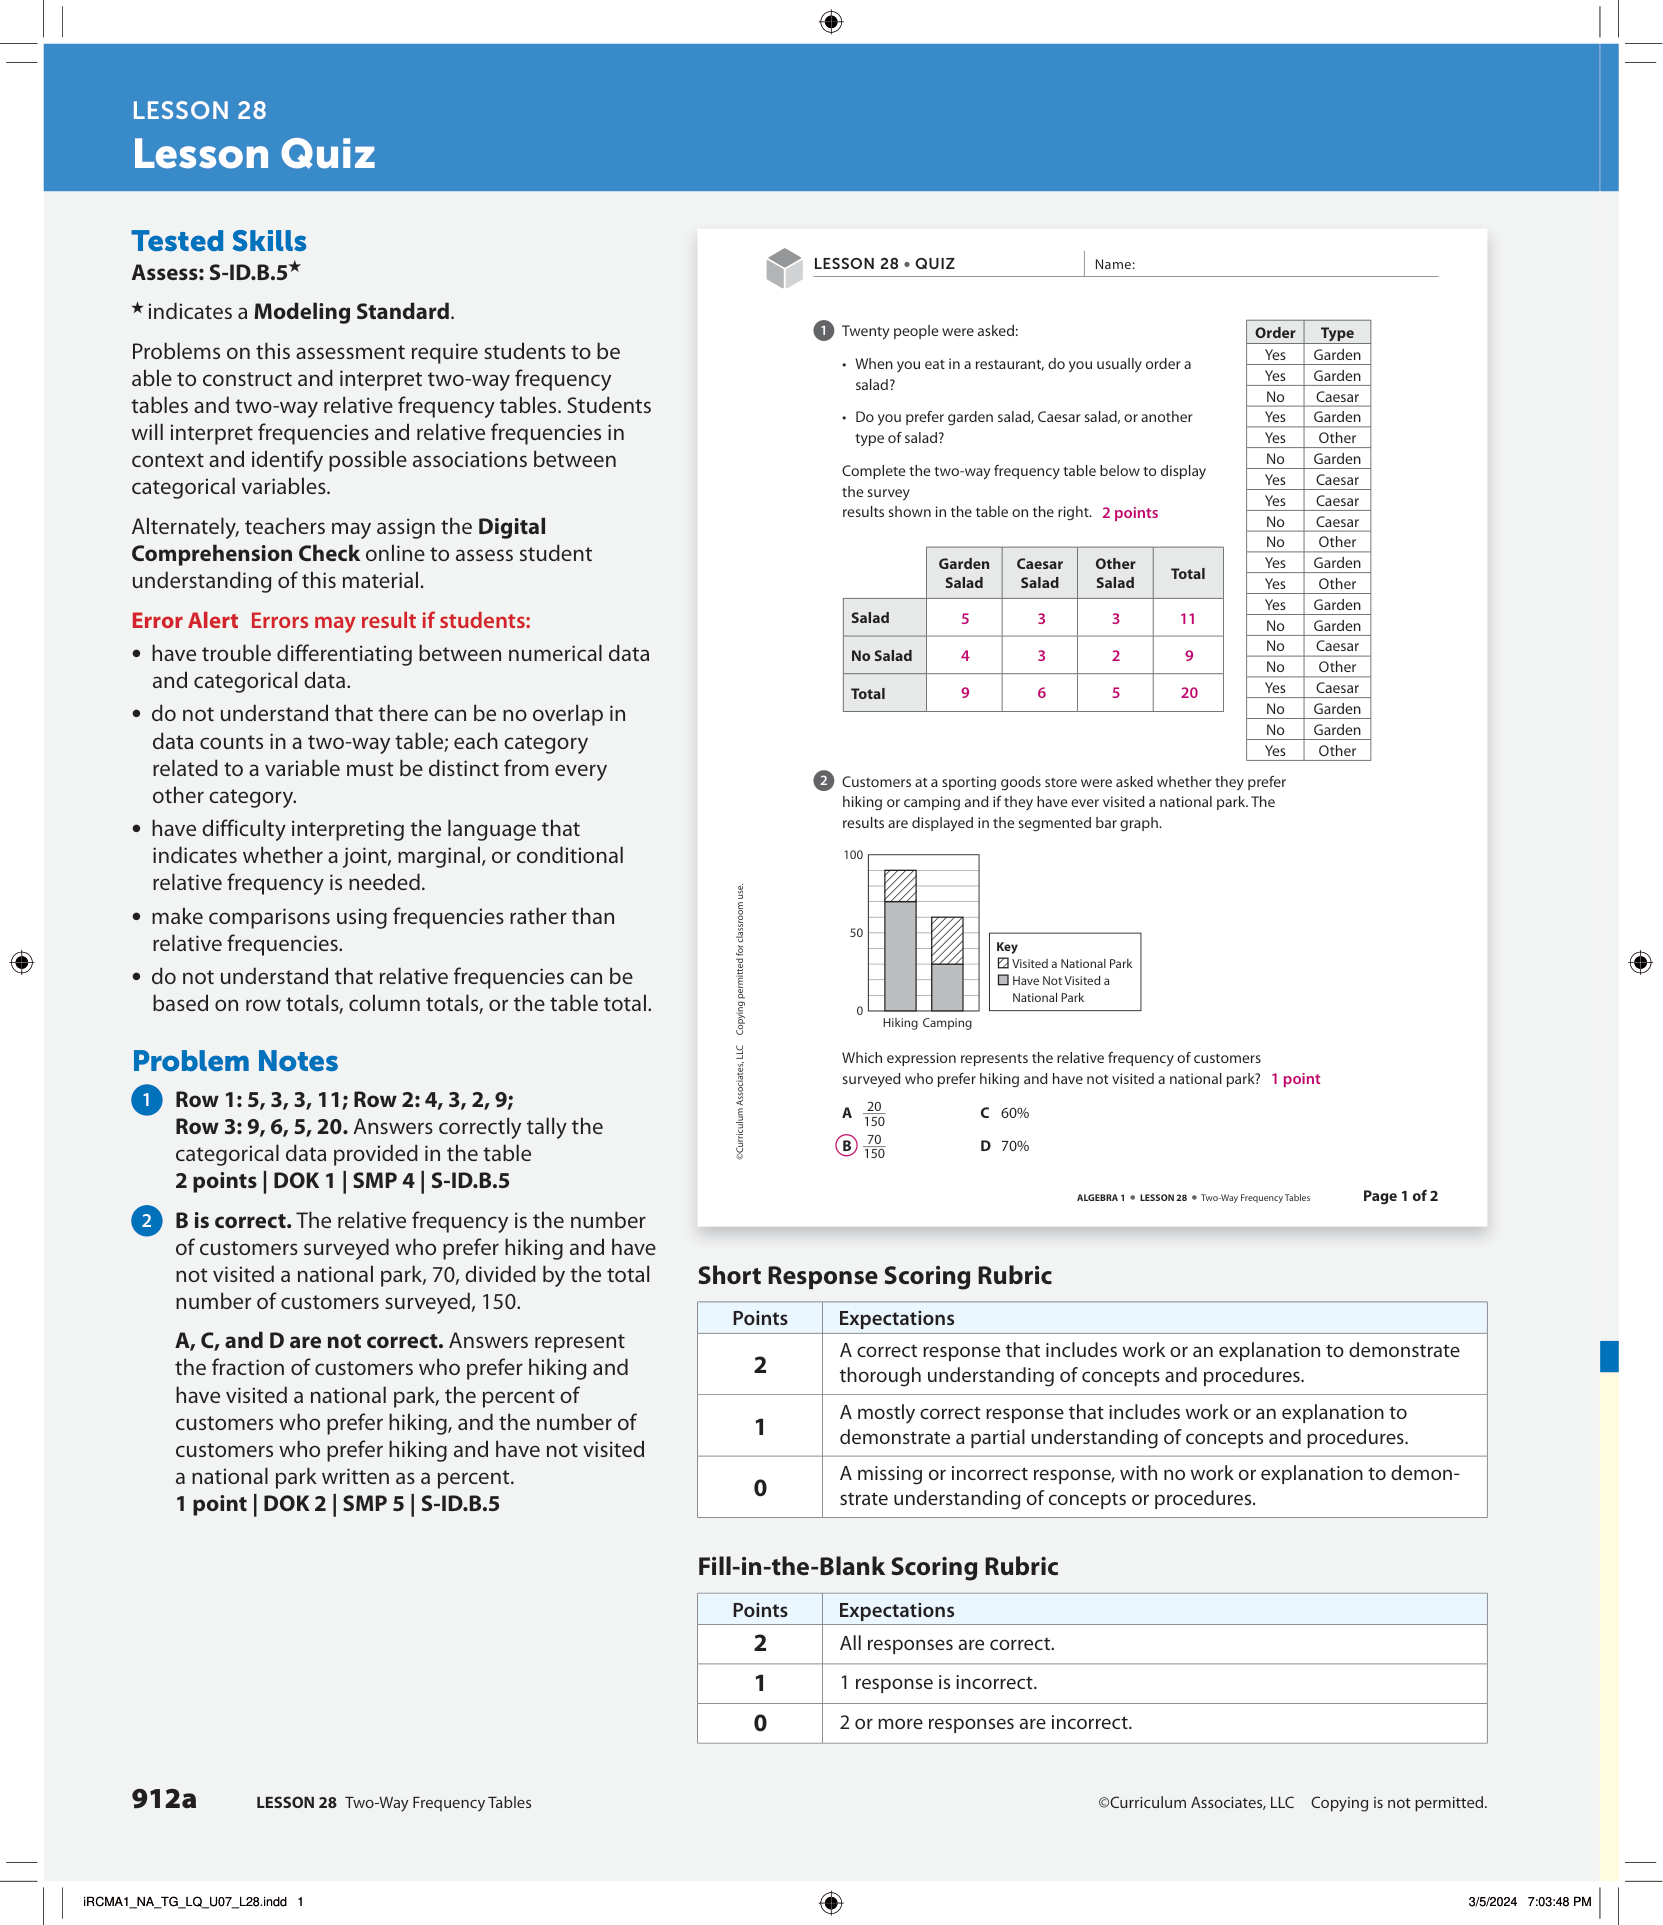 LESSON 28
Lesson Quiz
Tested Skills
Assess: S-ID.B.5★
★ indicates a Modeling Standard.
Problems on this assessment require students to be
able to construct and interpret two-way frequency
tables and two-way relative frequency tables. Students
will interpret frequencies and relative frequencies in
context and identify possible associations between
categorical variables.
Alternately, teachers may assign the Digital
Comprehension Check online to assess student
understanding of this material.
Error Alert Errors may result if students:
• have trouble differentiating between numerical data
and categorical data.
• do not understand that there can be no overlap in
data counts in a two-way table; each category
related to a variable must be distinct from every
other category.
• have difficulty interpreting the language that
indicates whether a joint, marginal, or conditional
relative frequency is needed.
• make comparisons using frequencies rather than
relative frequencies.
• do not understand that relative frequencies can be
based on row totals, column totals, or the table total.
Problem Notes
1 Row 1: 5, 3, 3, 11; Row 2: 4, 3, 2, 9;
Row 3: 9, 6, 5, 20. Answers correctly tally the
categorical data provided in the table
2 points | DOK 1 | SMP 4 | S-ID.B.5
2 B is correct. The relative frequency is the number
of customers surveyed who prefer hiking and have
not visited a national park, 70, divided by the total
number of customers surveyed, 150.
A, C, and D are not correct. Answers represent
the fraction of customers who prefer hiking and
have visited a national park, the percent of
customers who prefer hiking, and the number of
customers who prefer hiking and have not visited
a national park written as a percent.
1 point | DOK 2 | SMP 5 | S-ID.B.5
LESSON 28 • QUIZ Name:
1 Twenty people were asked:
• When you eat in a restaurant, do you usually order a
salad?
• Do you prefer garden salad, Caesar salad, or another
type of salad?
Complete the two-way frequency table below to display
the survey
results shown in the table on the right. 2 points
Garden Salad Caesar Salad Other Salad Total
Salad 5 3 3 11
No Salad 4 3 2 9
Total 9 6 5 20
Order Type
Yes Garden
Yes Garden
No Caesar
Yes Garden
Yes Other
No Garden
Yes Caesar
Yes Caesar
No Caesar
No Other
Yes Garden
Yes Other
Yes Garden
No Garden
No Caesar
No Other
Yes Caesar
No Garden
No Garden
Yes Other
2 Customers at a sporting goods store were asked whether they prefer
hiking or camping and if they have ever visited a national park. The
results are displayed in the segmented bar graph.
100
50
0
Hiking Camping
Key
Visited a National Park
Have Not Visited a
National Park
Which expression represents the relative frequency of customers
surveyed who prefer hiking and have not visited a national park? 1 point
A 20/150
C 60%
B 70/150
D 70%
©Curriculum Associates, LLC Copying permitted for classroom use.
ALGEBRA 1 • LESSON 28 • Two-Way Frequency Tables Page 1 of 2
Short Response Scoring Rubric
Points Expectations
2 A correct response that includes work or an explanation to demonstrate
thorough understanding of concepts and procedures.
1 A mostly correct response that includes work or an explanation to
demonstrate a partial understanding of concepts and procedures.
0 A missing or incorrect response, with no work or explanation to demon-
strate understanding of concepts or procedures.
Fill-in-the-Blank Scoring Rubric
Points Expectations
2 All responses are correct.
1 1 response is incorrect.
0 2 or more responses are incorrect.
912a LESSON 28 Two-Way Frequency Tables
©Curriculum Associates, LLC Copying is not permitted.
iRCMA1_NA_TG_LQ_U07_L28.indd 1
3/5/2024 7:03:48 PM